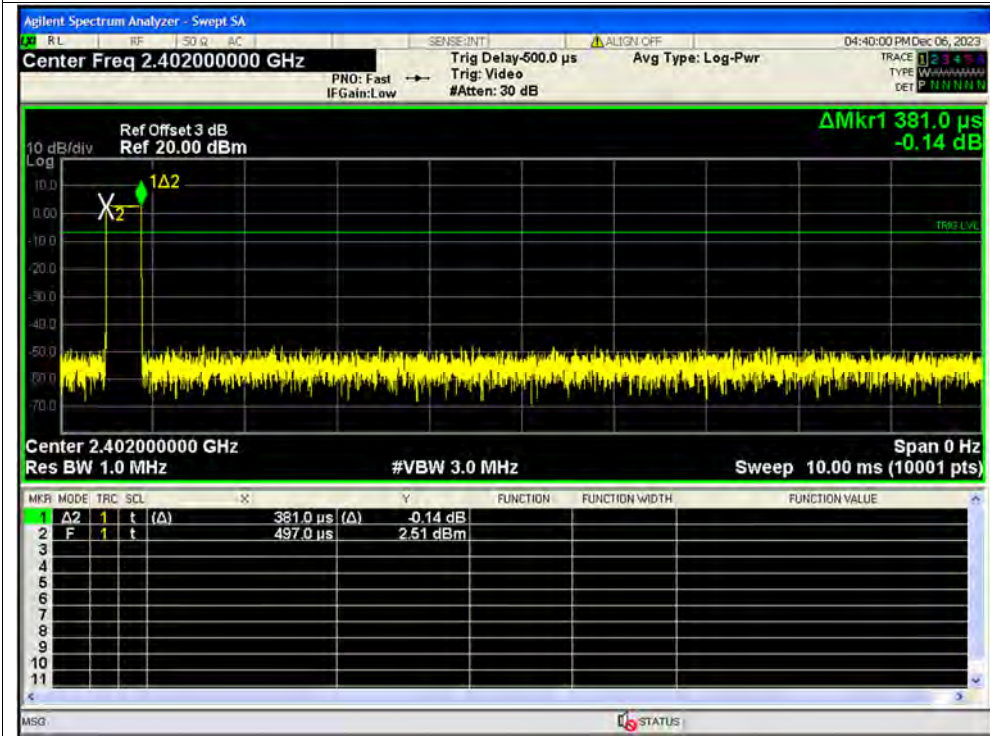 Agilent Spectrum Analyzer - Swept SA
RL RF 50 Ω AC SENSE:INT ALIGN OFF 04:40:00 PM Dec 06, 2023
Center Freq 2.402000000 GHz
Trig Delay-500.0 µs Avg Type: Log-Pwr TRACE 1 2 3 4 5 6
PNO: Fast Trig: Video TYPE W
IFGain:Low #Atten: 30 dB DET P N N N N N
ΔMkr1 381.0 µs
-0.14 dB
Ref Offset 3 dB
10 dB/div Ref 20.00 dBm
Log
10.0
1Δ2
0.00
2
TRIG LVL
-10.0
-20.0
-30.0
-40.0
-50.0
-60.0
-70.0
Center 2.402000000 GHz Span 0 Hz
Res BW 1.0 MHz #VBW 3.0 MHz Sweep 10.00 ms (10001 pts)
MKR MODE TRC SCL X Y FUNCTION FUNCTION WIDTH FUNCTION VALUE
1 Δ2 1 t (Δ) 381.0 µs (Δ) -0.14 dB
2 F 1 t 497.0 µs 2.51 dBm
3
4
5
6
7
8
9
10
11
MSG STATUS